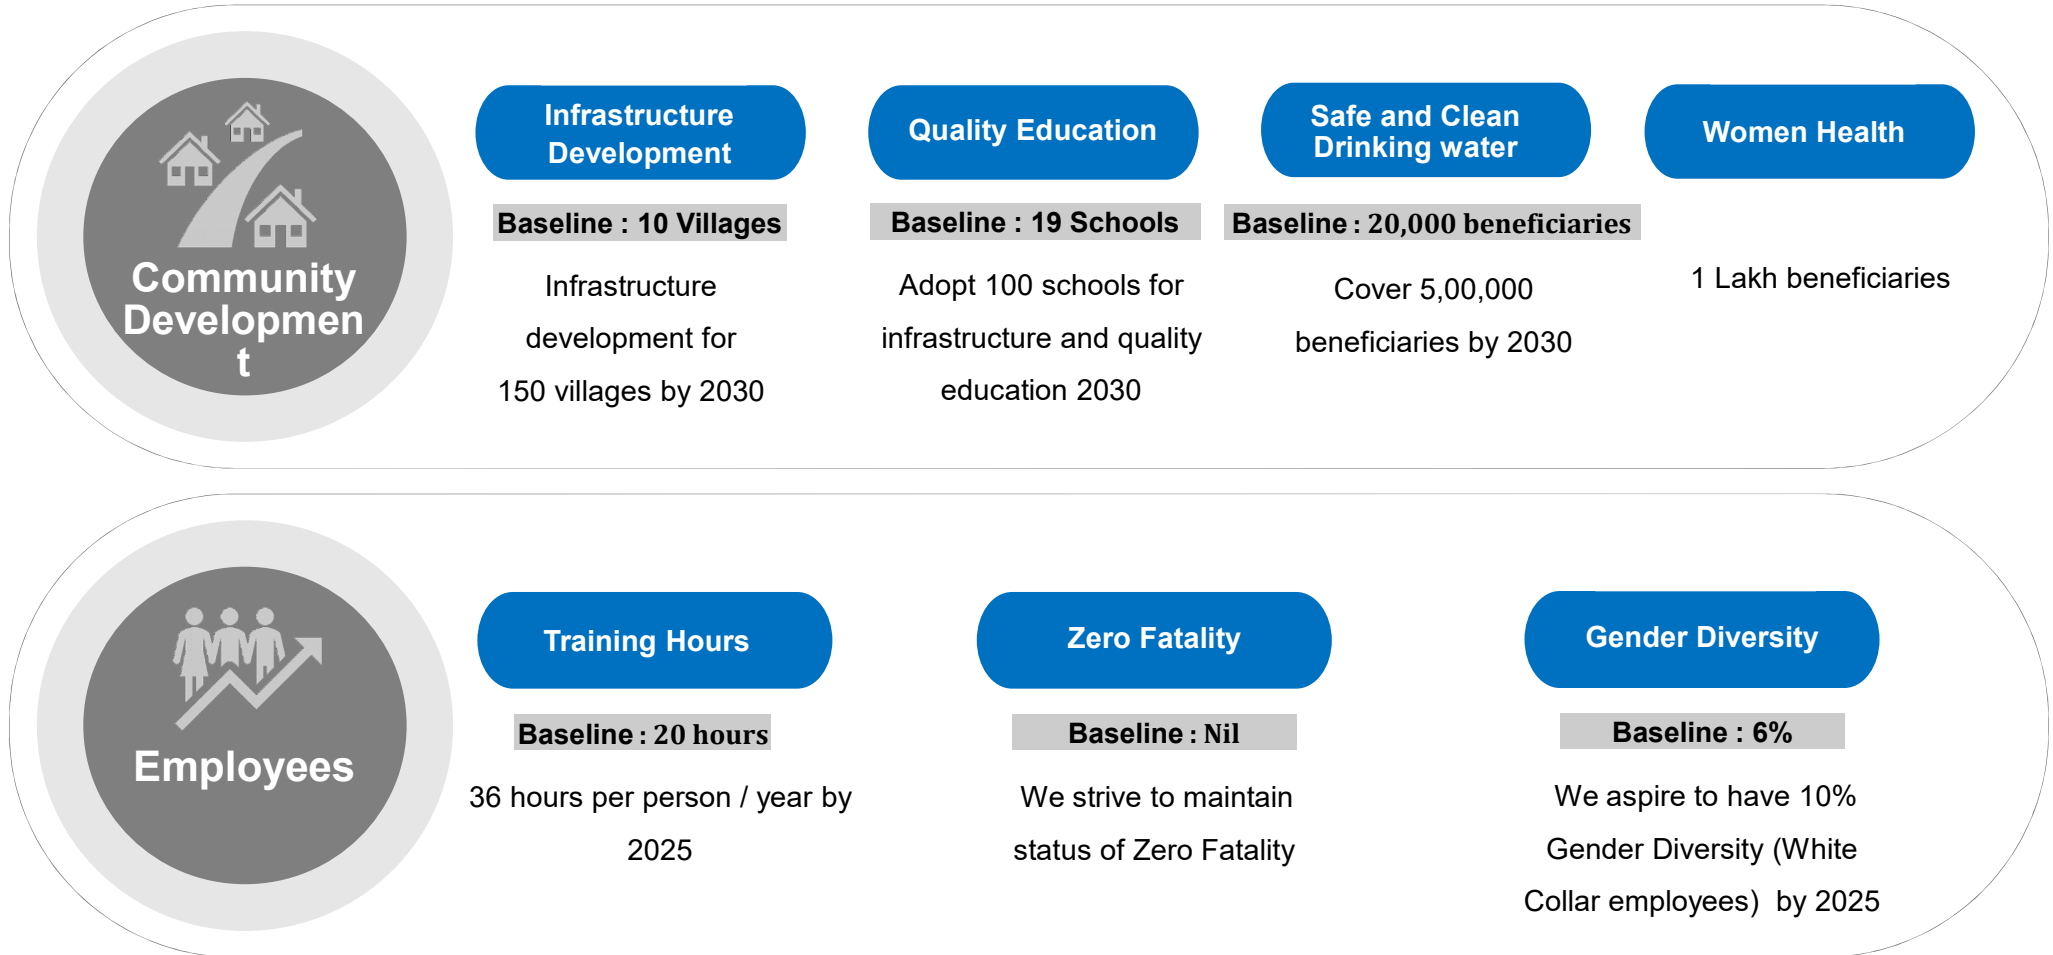 Community
Developmen
t
Infrastructure
Development
Baseline : 10 Villages
Infrastructure
development for
150 villages by 2030
Quality Education
Baseline : 19 Schools
Adopt 100 schools for
infrastructure and quality
education 2030
Safe and Clean
Drinking water
Baseline : 20,000 beneficiaries
Cover 5,00,000
beneficiaries by 2030
Women Health
1 Lakh beneficiaries
Employees
Training Hours
Baseline : 20 hours
36 hours per person / year by
2025
Zero Fatality
Baseline : Nil
We strive to maintain
status of Zero Fatality
Gender Diversity
Baseline : 6%
We aspire to have 10%
Gender Diversity (White
Collar employees)  by 2025